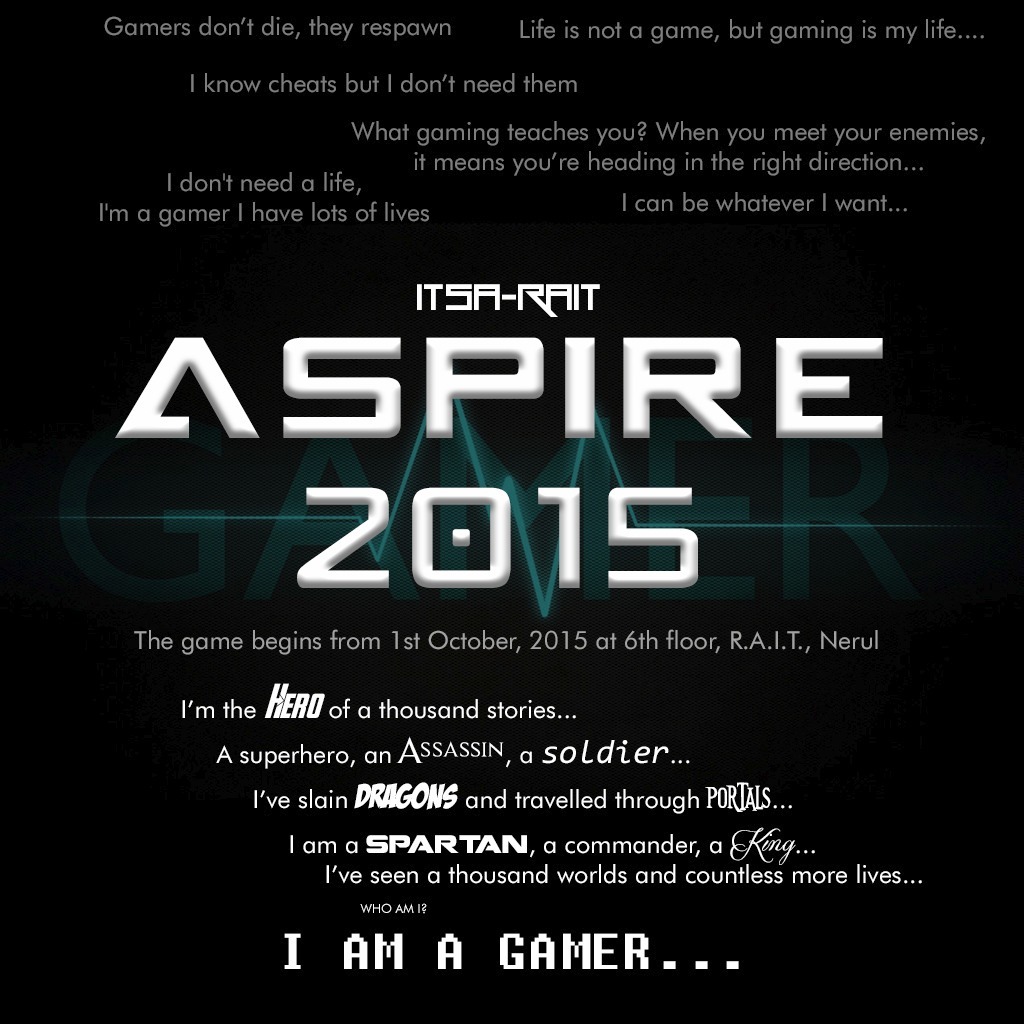 Gamers don’t die, they respawn
Life is not a game, but gaming is my life....
I know cheats but I don’t need them
What gaming teaches you? When you meet your enemies,
it means you’re heading in the right direction...
I don't need a life,
I'm a gamer I have lots of lives
I can be whatever I want...
ITSA-RAIT
ASPIRE
GAMER
2015
The game begins from 1st October, 2015 at 6th floor, R.A.I.T., Nerul
I’m the HERO of a thousand stories...
A superhero, an ASSASSIN, a soldier...
I’ve slain DRAGONS and travelled through PORTALS...
I am a SPARTAN, a commander, a King...
I’ve seen a thousand worlds and countless more lives...
WHO AM I?
I AM A GAMER...